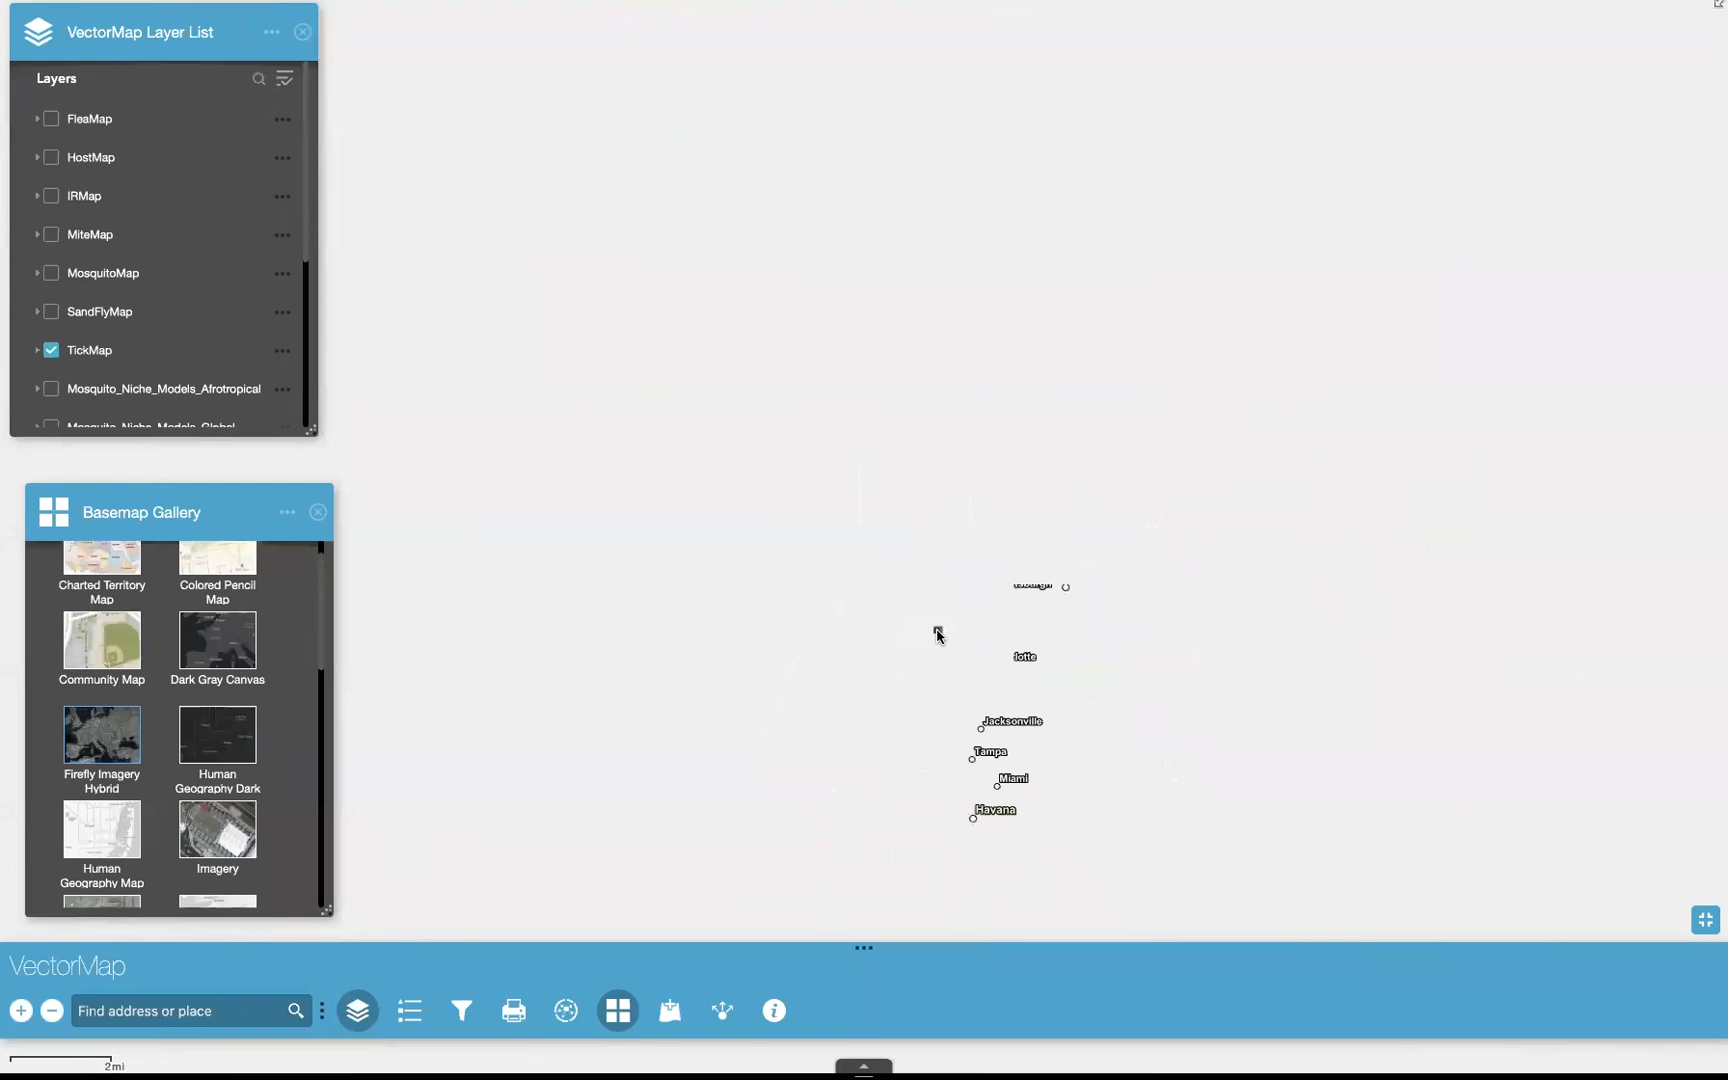 VectorMap Layer List
Layers
FleaMap
HostMap
IRMap
MiteMap
MosquitoMap
SandFlyMap
TickMap
Mosquito_Niche_Models_Afrotropical
Mosquito_Niche_Models_Global
Basemap Gallery
Charted Territory
Map
Colored Pencil
Map
Community Map
Dark Gray Canvas
Firefly Imagery
Hybrid
Human
Geography Dark
Human
Geography Map
Imagery
lotte
Jacksonville
Tampa
Miami
Havana
VectorMap
Find address or place
2mi